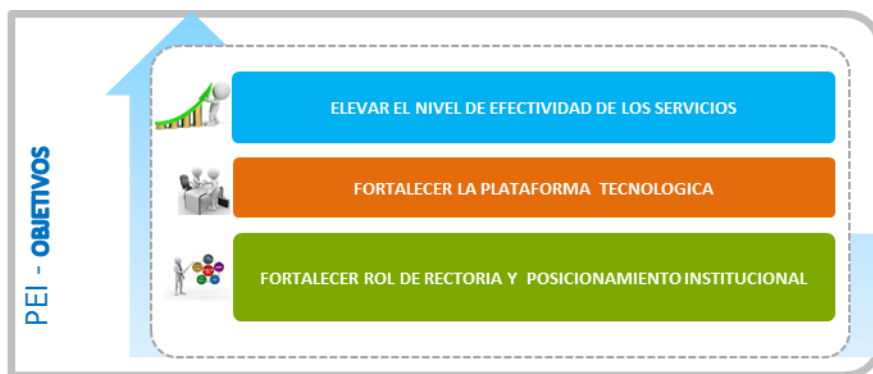 PEI - OBJETIVOS
ELEVAR EL NIVEL DE EFECTIVIDAD DE LOS SERVICIOS
FORTALECER LA PLATAFORMA TECNOLOGICA
FORTALECER ROL DE RECTORIA Y POSICIONAMIENTO INSTITUCIONAL